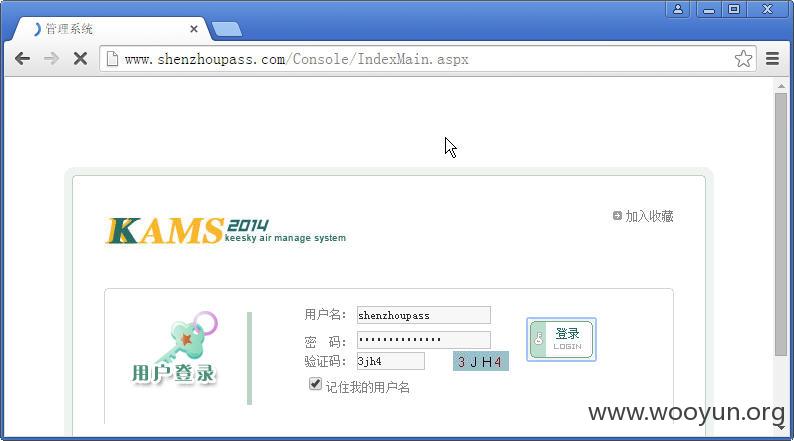 管理系统
www.shenzhoupass.com/Console/IndexMain.aspx
KAMS 2014
keesky air manage system
加入收藏
用户登录
用户名：
shenzhoupass
密 码：
••••••••••••••
验证码：
3jh4
3 J H 4
记住我的用户名
登录
LOGIN
www.wooyun.org